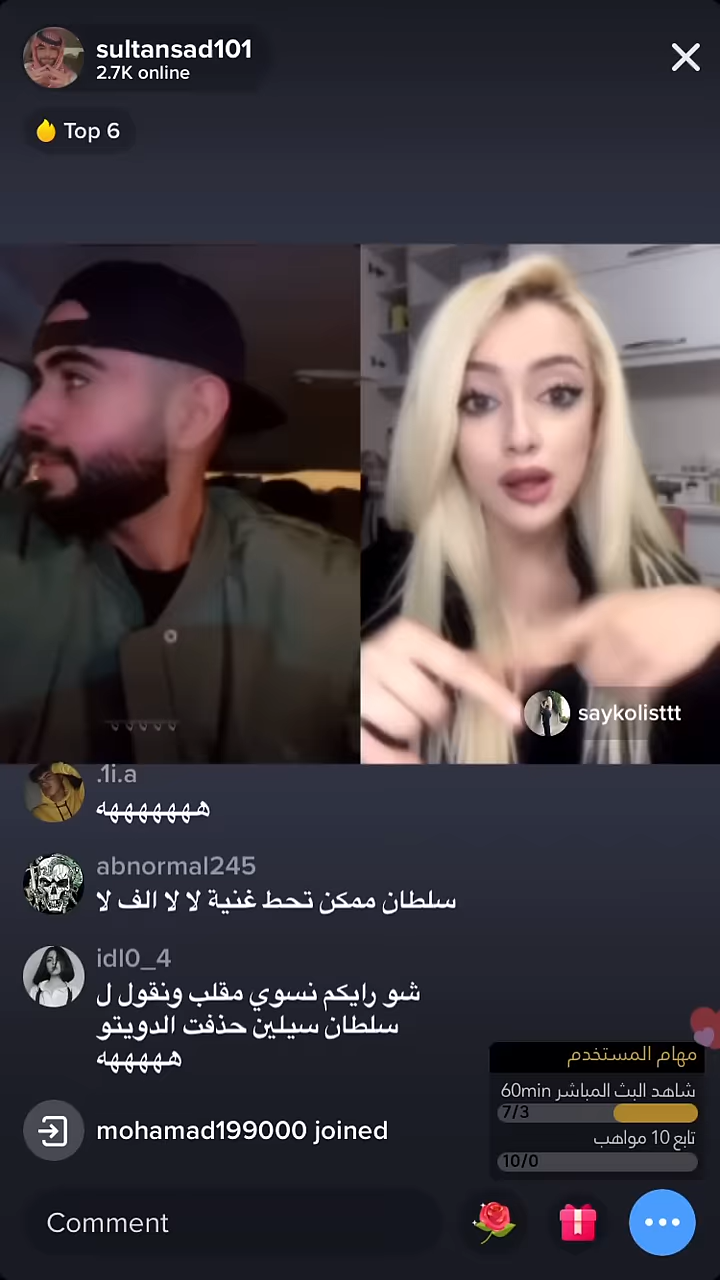 sultansad101
2.7K online
Top 6
saykolisttt
.1i.a
هههههههه
abnormal245
سلطان ممكن تحط غنية لا لا الف لا
idl0_4
شو رايكم نسوي مقلب ونقول ل
سلطان سيلين حذفت الدويتو
هههههه
mohamad199000 joined
مهام المستخدم
شاهد البث المباشر 60min
7/3
تابع 10 مواهب
10/0
Comment